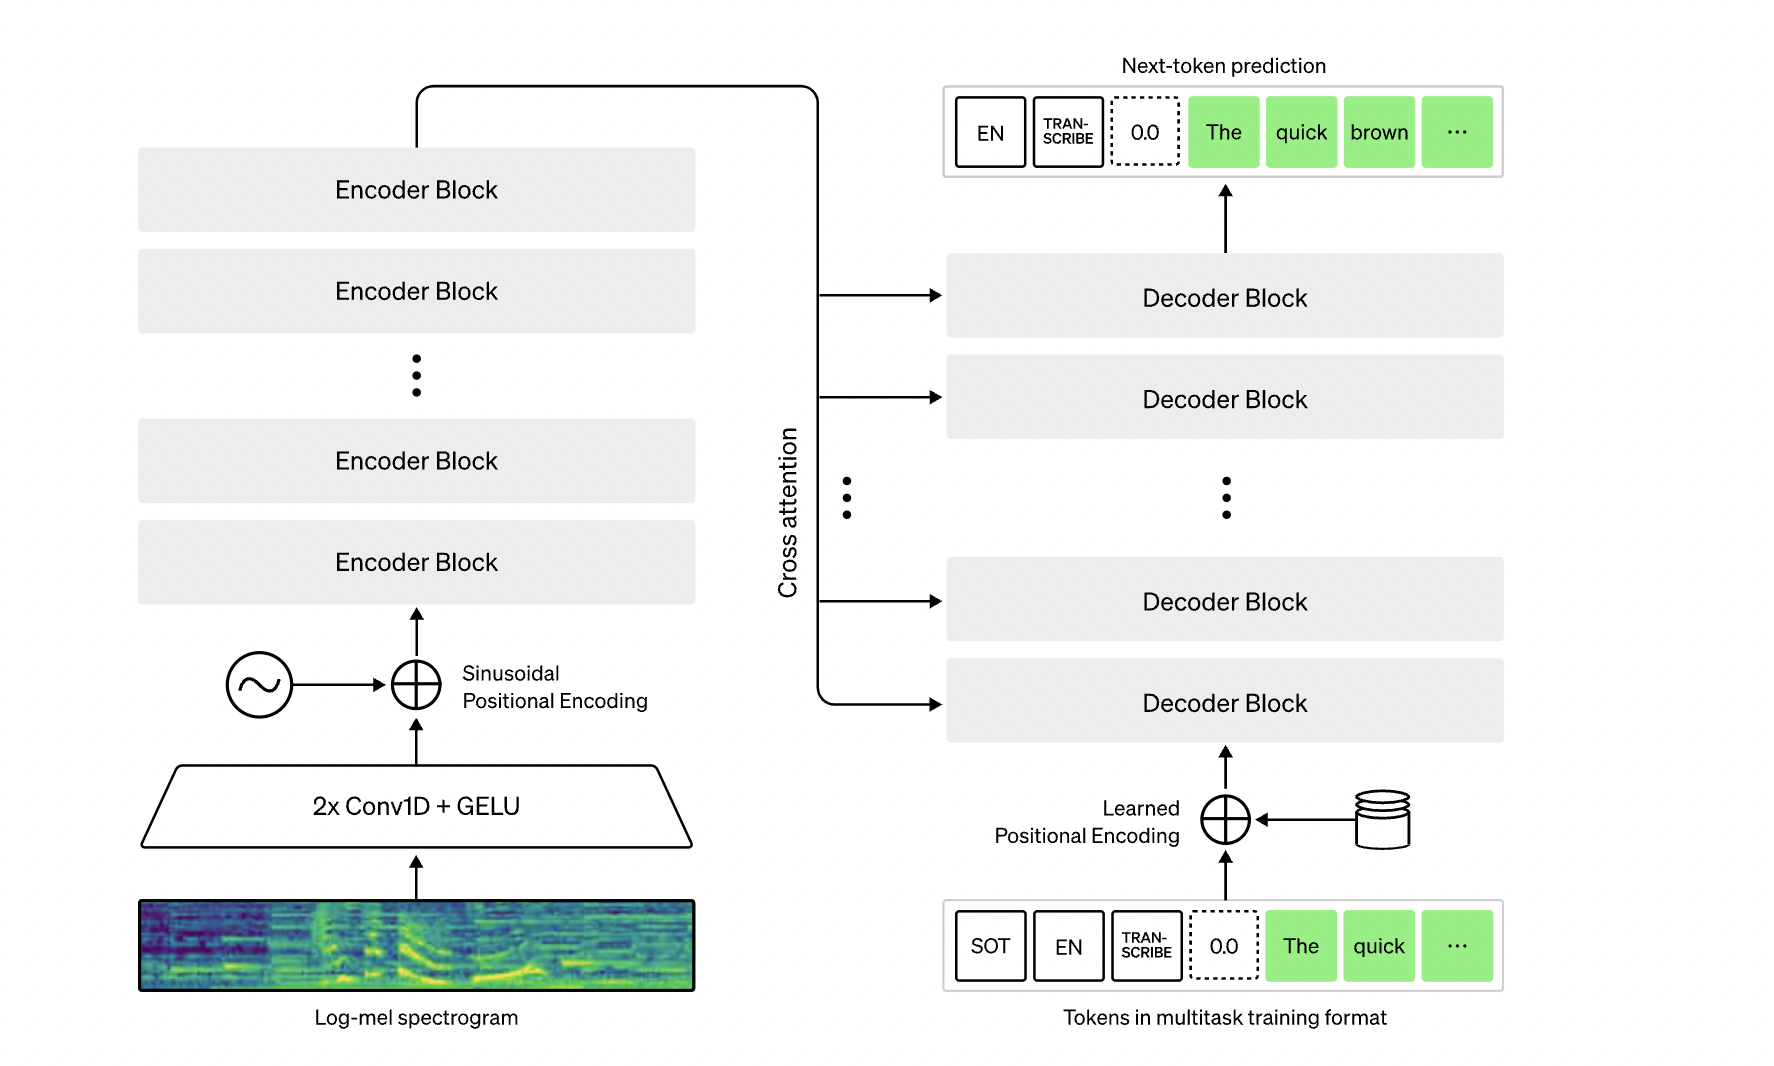 Next-token prediction
EN
TRAN-
SCRIBE
0.0
The
quick
brown
...
Encoder Block
Encoder Block
Encoder Block
Encoder Block
Sinusoidal
Positional Encoding
2x Conv1D + GELU
Log-mel spectrogram
Cross attention
Decoder Block
Decoder Block
Decoder Block
Decoder Block
Learned
Positional Encoding
SOT
EN
TRAN-
SCRIBE
0.0
The
quick
...
Tokens in multitask training format